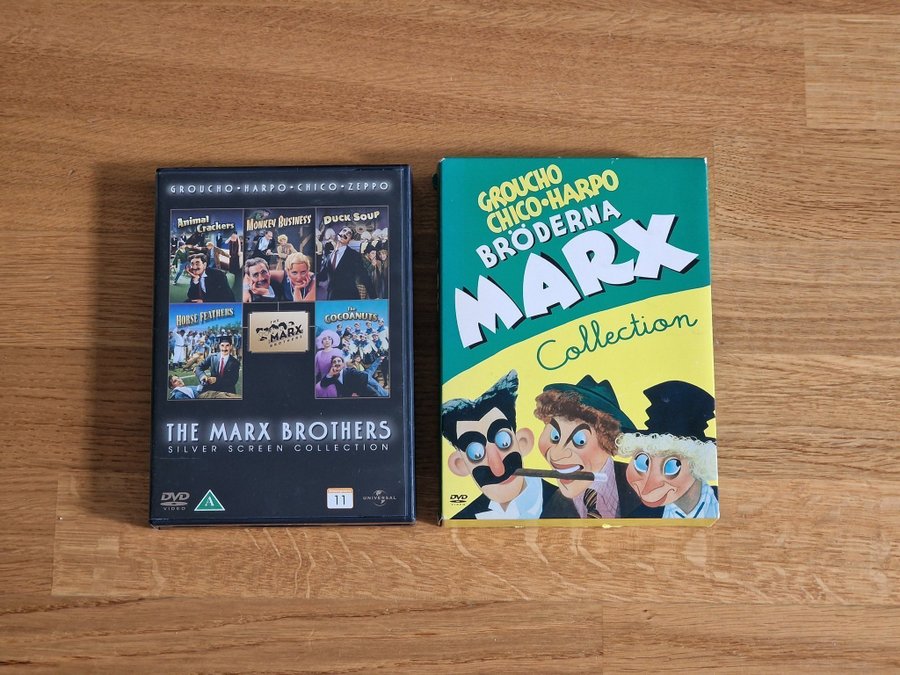 GROUCHO · HARPO · CHICO · ZEPPO
Animal
Crackers
MONKEY BUSINESS
DUCK SOUP
HORSE FEATHERS
THE
MARX
BROTHERS
The
COCOANUTS
THE MARX BROTHERS
SILVER SCREEN COLLECTION
DVD
VIDEO
A
11
UNIVERSAL
GROUCHO
CHICO·HARPO
BRÖDERNA
MARX
Collection
DVD
VIDEO